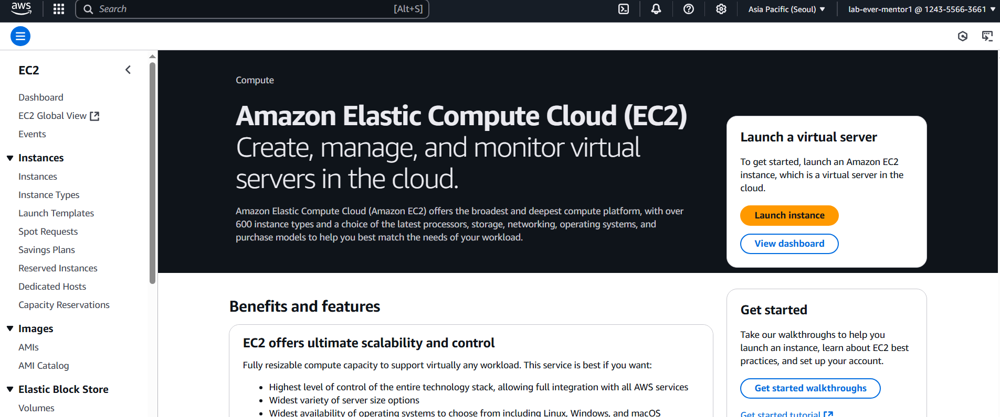 aws
Search
[Alt+S]
Asia Pacific (Seoul)
lab-ever-mentor1 @ 1243-5566-3661
EC2
Dashboard
EC2 Global View
Events
Instances
Instances
Instance Types
Launch Templates
Spot Requests
Savings Plans
Reserved Instances
Dedicated Hosts
Capacity Reservations
Images
AMIs
AMI Catalog
Elastic Block Store
Volumes
Compute
Amazon Elastic Compute Cloud (EC2)
Create, manage, and monitor virtual
servers in the cloud.
Amazon Elastic Compute Cloud (Amazon EC2) offers the broadest and deepest compute platform, with over
600 instance types and a choice of the latest processors, storage, networking, operating systems, and
purchase models to help you best match the needs of your workload.
Launch a virtual server
To get started, launch an Amazon EC2
instance, which is a virtual server in the
cloud.
Launch instance
View dashboard
Benefits and features
EC2 offers ultimate scalability and control
Fully resizable compute capacity to support virtually any workload. This service is best if you want:
• Highest level of control of the entire technology stack, allowing full integration with all AWS services
• Widest variety of server size options
• Widest availability of operating systems to choose from including Linux, Windows, and macOS
Get started
Take our walkthroughs to help you
launch an instance, learn about EC2 best
practices, and set up your account.
Get started walkthroughs
Get started tutorial